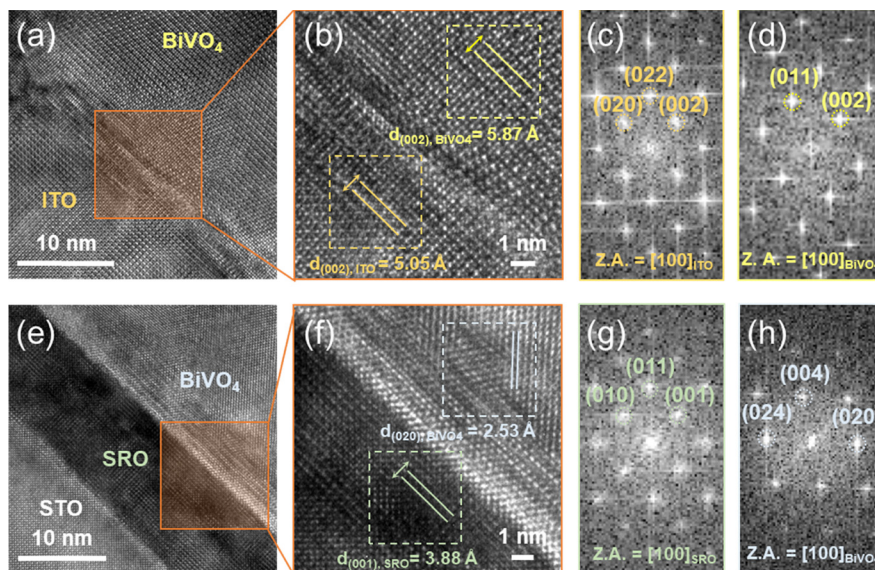 (a)
BiVO₄
ITO
10 nm
(b)
d(002), BiVO4 = 5.87 Å
d(002), ITO = 5.05 Å
1 nm
(c)
(022)
(020) (002)
Z.A. = [100]ITO
(d)
(011)
(002)
Z.A. = [100]BiVO₄
(e)
BiVO₄
SRO
STO
10 nm
(f)
d(020), BiVO4 = 2.53 Å
d(001), SRO = 3.88 Å
1 nm
(g)
(011)
(010) (001)
Z.A. = [100]SRO
(h)
(004)
(024) (020)
Z.A. = [100]BiVO₄